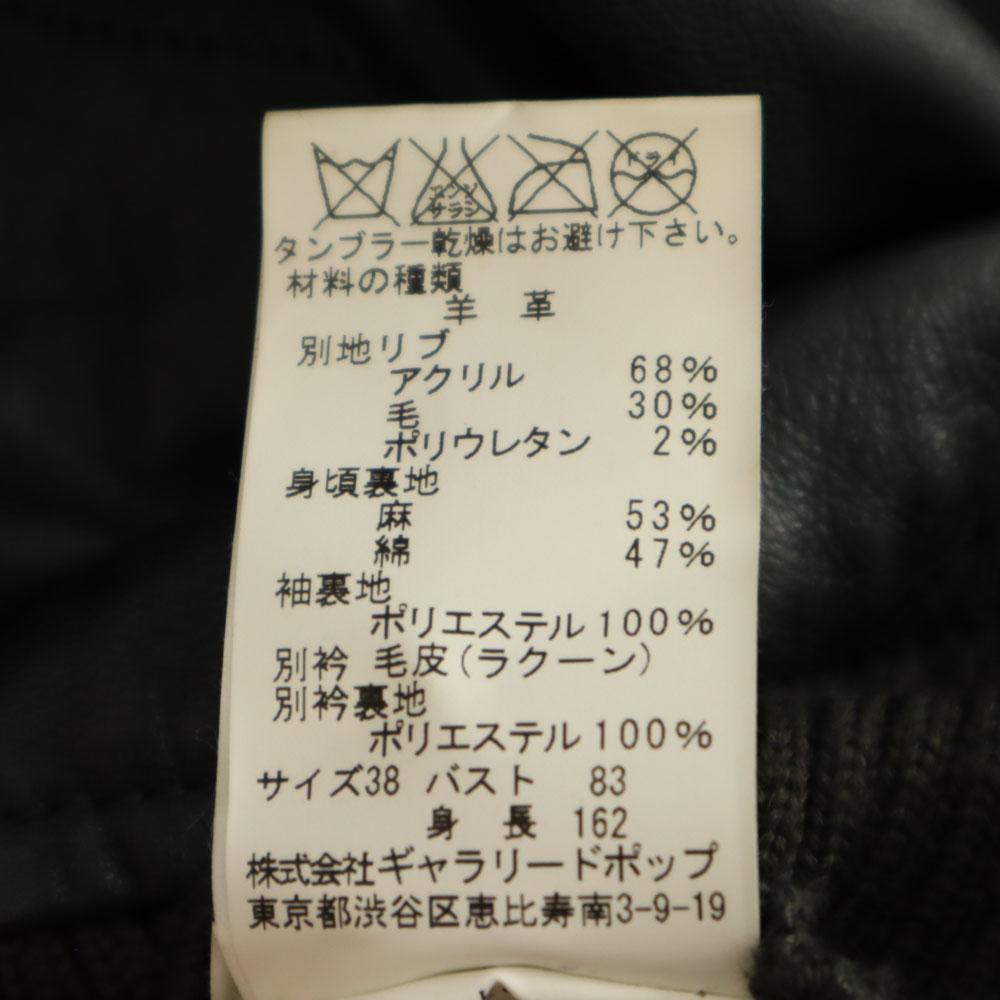 エンソ
サラシ
ドライ
タンブラー乾燥はお避け下さい。
材料の種類
羊 革
別地リブ
アクリル 68%
毛 30%
ポリウレタン 2%
身頃裏地
麻 53%
綿 47%
袖裏地
ポリエステル 100%
別衿 毛皮(ラクーン)
別衿裏地
ポリエステル 100%
サイズ38 バスト 83
身 長 162
株式会社ギャラリードポップ
東京都渋谷区恵比寿南3-9-19